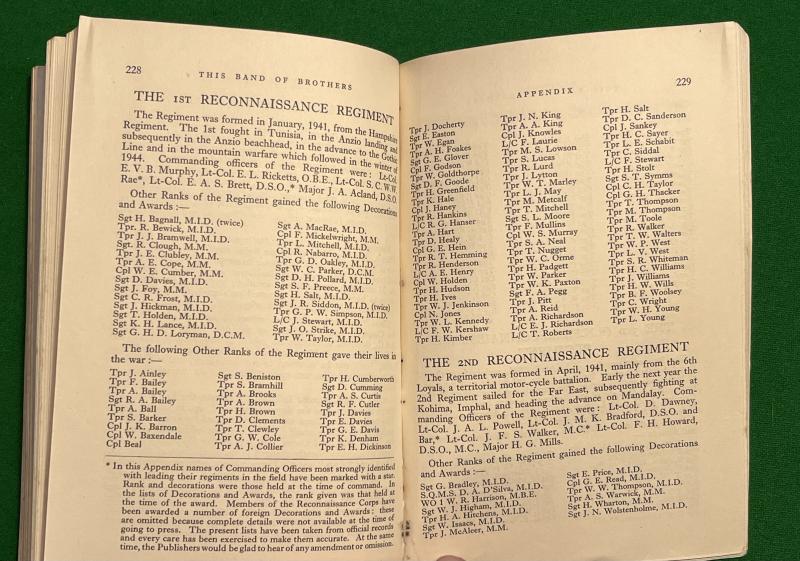 228
THIS BAND OF BROTHERS
THE 1ST RECONNAISSANCE REGIMENT
The Regiment was formed in January, 1941, from the Hampshire
Regiment. The 1st fought in Tunisia, in the Anzio landing and
subsequently in the Anzio beachhead, in the advance to the Gothic
Line and in the mountain warfare which followed in the winter of
1944. Commanding officers of the Regiment were: Lt-Col.
E. V. B. Murphy, Lt-Col. E. L. Ricketts, O.B.E., Lt-Col. S. C. W. W.
Rae*, Lt-Col. E. A. S. Brett, D.S.O.,* Major J. A. Acland, D.S.O.
Other Ranks of the Regiment gained the following Decorations
and Awards :—
Sgt H. Bagnall, M.I.D. (twice)
Tpr. R. Bewick, M.I.D.
Tpr J. J. Bramwell, M.I.D.
Sgt. R. Clough, M.M.
Tpr J. E. Clubley, M.M.
Tpr A. E. Cope, M.M.
Cpl W. E. Cumber, M.M.
Sgt D. Davies, M.I.D.
Sgt J. Foy, M.M.
Sgt C. R. Frost, M.I.D.
Sgt J. Hickman, M.I.D.
Sgt T. Holden, M.I.D.
Sgt K. H. Lance, M.I.D.
Sgt G. H. D. Loryman, D.C.M.
Sgt A. MacRae, M.I.D.
Cpl F. Mickelwright, M.M.
Tpr L. Mitchell, M.I.D.
Cpl R. Nabarro, M.I.D.
Tpr G. D. Oakley, M.I.D.
Sgt W. C. Parker, D.C.M.
Sgt D. H. Pollard, M.I.D.
Sgt S. F. Preece, M.M.
Sgt H. Salt, M.I.D.
Sgt J. R. Siddon, M.I.D. (twice)
Tpr G. P. W. Simpson, M.I.D.
L/C J. Stewart, M.I.D.
Sgt J. O. Strike, M.I.D.
Tpr W. Taylor, M.I.D.
The following Other Ranks of the Regiment gave their lives in
the war :—
Tpr J. Ainley
Tpr F. Bailey
Tpr A. Bailey
Sgt R. A. Bailey
Tpr A. Ball
Tpr S. Barker
Cpl J. K. Barron
Cpl W. Baxendale
Cpl Beal
Sgt S. Beniston
Tpr S. Bramhill
Tpr A. Brooks
Tpr A. Brown
Tpr H. Brown
Tpr D. Clements
Tpr T. Clewley
Tpr G. W. Cole
Tpr A. J. Collier
Tpr H. Cumberworth
Sgt D. Cumming
Tpr A. S. Curtis
Sgt R. F. Cutler
Tpr J. Davies
Tpr E. Davies
Tpr G. E. Davis
Tpr K. Denham
Tpr E. H. Dickinson
* In this Appendix names of Commanding Officers most strongly identified
with leading their regiments in the field have been marked with a star.
Rank and decorations were those held at the time of command. In
the lists of Decorations and Awards, the rank given was that held at
the time of the award. Members of the Reconnaissance Corps have
been awarded a number of foreign Decorations and Awards : these
are omitted because complete details were not available at the time of
going to press. The present lists have been taken from official records
and every care has been exercised to make them accurate. At the same
time, the Publishers would be glad to hear of any amendment or omission.
APPENDIX
229
Tpr J. Docherty
Sgt E. Easton
Tpr W. Egan
Tpr A. H. Foakes
Sgt G. E. Glover
Cpl F. Godson
Tpr W. Goldthorpe
Sgt D. F. Goode
Tpr H. Greenfield
Tpr K. Hale
Cpl J. Haney
Tpr R. Hankins
L/C R. G. Hanser
Tpr A. Hart
Tpr D. Healy
Cpl G. E. Hein
Tpr R. T. Hemming
Tpr R. Henderson
L/C A. E. Henry
Cpl W. Holden
Tpr H. Hudson
Tpr H. Ives
Tpr W. J. Jenkinson
Cpl N. Jones
Tpr W. L. Kennedy
L/C F. W. Kershaw
Tpr H. Kimber
Tpr J. N. King
Tpr A. A. King
Cpl J. Knowles
L/C F. Laurie
Tpr M. S. Lowson
Tpr S. Lucas
Tpr R. Lurd
Tpr J. Lytton
Tpr W. T. Marley
Tpr L. J. May
Tpr M. Metcalf
Tpr T. Mitchell
Sgt S. L. Moore
Tpr F. Mullins
Cpl W. S. Murray
Tpr S. A. Neal
Tpr T. Nugget
Tpr W. C. Orme
Tpr H. Padgett
Tpr W. Parker
Tpr W. K. Paxton
Sgt F. A. Pegg
Tpr J. Pitt
Tpr A. Reid
Tpr A. Richardson
L/C E. J. Richardson
L/C T. Roberts
Tpr H. Salt
Tpr D. C. Sanderson
Cpl J. Sankey
Tpr H. C. Sayer
Tpr L. E. Schabit
Tpr C. Siddal
L/C F. Stewart
Tpr H. Stolt
Sgt S. T. Symms
Cpl C. H. Taylor
Cpl G. H. Thacker
Tpr T. Thompson
Tpr M. Thompson
Tpr M. Toole
Tpr R. Walker
Tpr T. W. Walters
Tpr W. P. West
Tpr L. V. West
Tpr S. R. Whiteman
Tpr H. C. Williams
Tpr J. Williams
Tpr H. W. Wills
Tpr B. F. Woolsey
Tpr C. Wright
Tpr W. H. Young
Tpr L. Young
THE 2ND RECONNAISSANCE REGIMENT
The Regiment was formed in April, 1941, mainly from the 6th
Loyals, a territorial motor-cycle battalion. Early the next year the
2nd Regiment sailed for the Far East, subsequently fighting at
Kohima, Imphal, and heading the advance on Mandalay. Com-
manding Officers of the Regiment were : Lt-Col. D. Dawney,
Lt-Col. J. A. L. Powell, Lt-Col. J. M. K. Bradford, D.S.O. and
Bar,* Lt-Col. J. F. S. Walker, M.C.* Lt-Col. F. H. Howard,
D.S.O., M.C., Major H. G. Mills.
Other Ranks of the Regiment gained the following Decorations
and Awards :—
Sgt G. Bradley, M.I.D.
S.Q.M.S. D. A. D'Silva, M.I.D.
WO 1 W. R. Harrison, M.B.E.
Sgt W. J. Higham, M.I.D.
Tpr H. A. Hitchens, M.I.D.
Sgt W. Isaacs, M.I.D.
Tpr J. McAleer, M.M.
Sgt E. Price, M.I.D.
Cpl G. E. Read, M.I.D.
Tpr W. W. Thompson, M.I.D.
Tpr A. S. Warwick, M.M.
Sgt H. Wharton, M.M.
Sgt J. N. Wolstenholme, M.I.D.